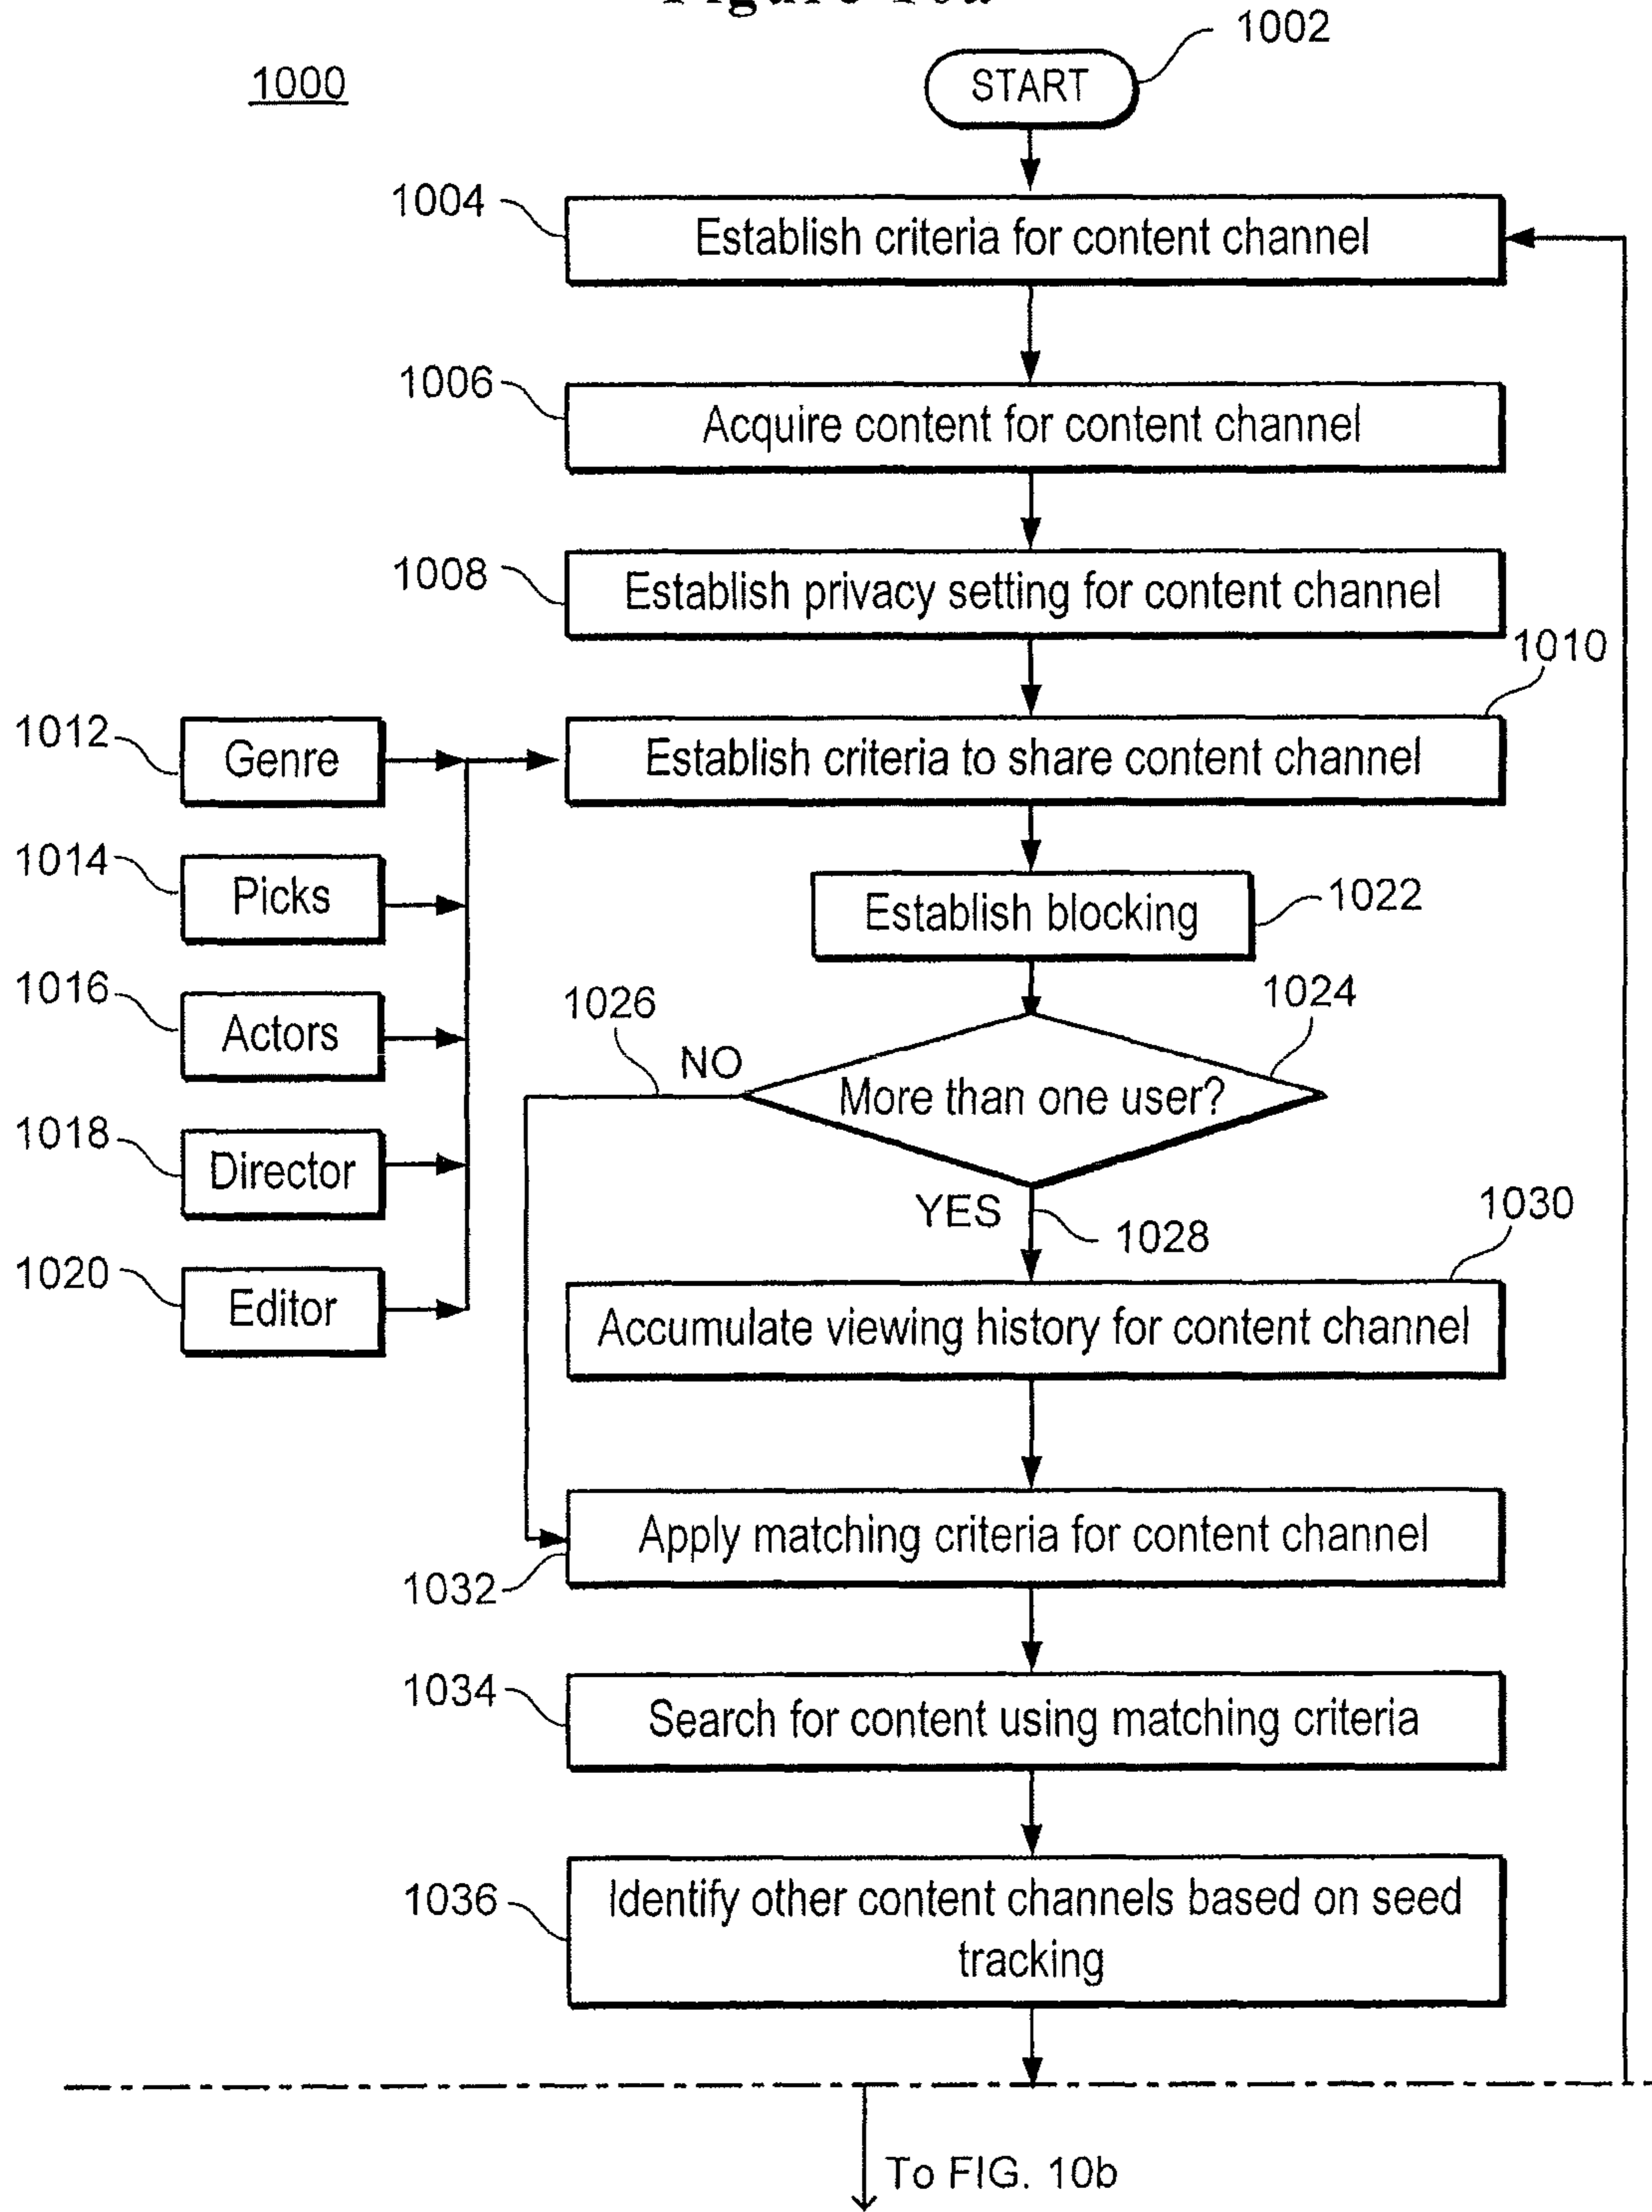 1002
1000
START
1004
Establish criteria for content channel
1006
Acquire content for content channel
1008
Establish privacy setting for content channel
1010
1012
Genre
Establish criteria to share content channel
1014
Picks
Establish blocking
1022
1016
Actors
1026
NO
1024
More than one user?
1018
Director
YES
1028
1030
1020
Editor
Accumulate viewing history for content channel
Apply matching criteria for content channel
1032
1034
Search for content using matching criteria
1036
Identify other content channels based on seed
tracking
To FIG. 10b